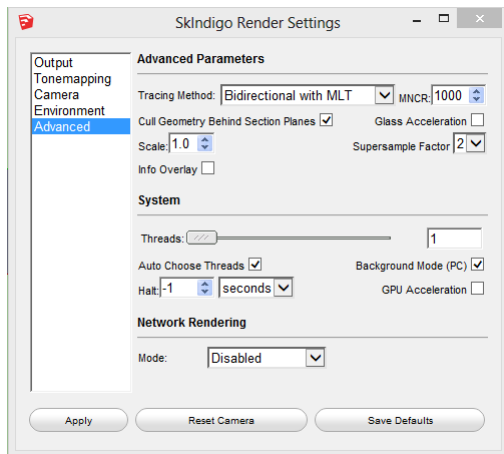 SkIndigo Render Settings
Output
Tonemapping
Camera
Environment
Advanced
Advanced Parameters
Tracing Method: Bidirectional with MLT MNCR: 1000
Cull Geometry Behind Section Planes Glass Acceleration
Scale: 1.0 Supersample Factor 2
Info Overlay
System
Threads: 1
Auto Choose Threads Background Mode (PC)
Halt: -1 seconds GPU Acceleration
Network Rendering
Mode: Disabled
Apply Reset Camera Save Defaults